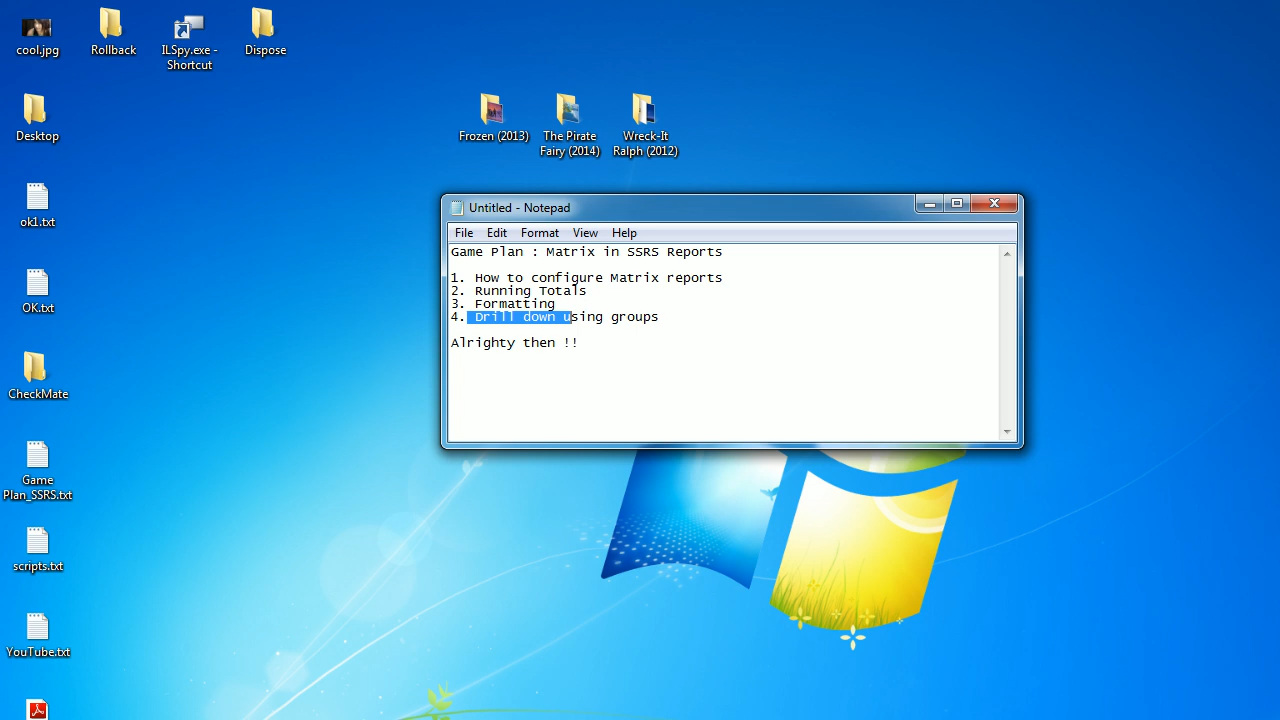 cool.jpg
Rollback
ILSpy.exe -
Shortcut
Dispose
Desktop
Frozen (2013)
The Pirate
Fairy (2014)
Wreck-It
Ralph (2012)
ok1.txt
OK.txt
CheckMate
Game
Plan_SSRS.txt
scripts.txt
YouTube.txt
Untitled - Notepad
File Edit Format View Help
Game Plan : Matrix in SSRS Reports
1. How to configure Matrix reports
2. Running Totals
3. Formatting
4. Drill down using groups
Alrighty then !!